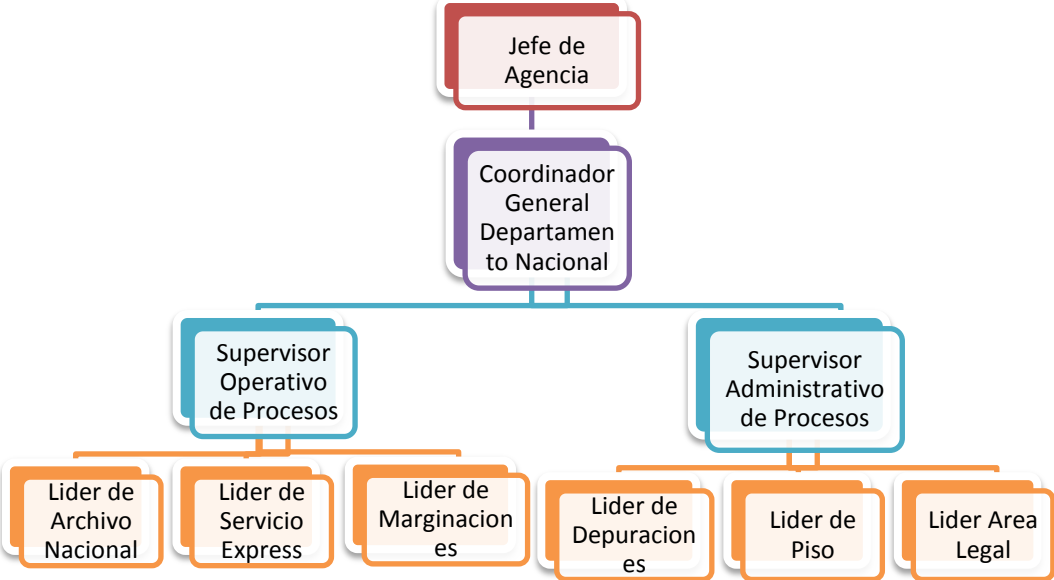 Jefe de
Agencia
Coordinador
General
Departamen
to Nacional
Supervisor
Operativo
de Procesos
Supervisor
Administrativo
de Procesos
Lider de
Archivo
Nacional
Lider de
Servicio
Express
Lider de
Marginacion
es
Lider de
Depuracion
es
Lider de
Piso
Lider Area
Legal